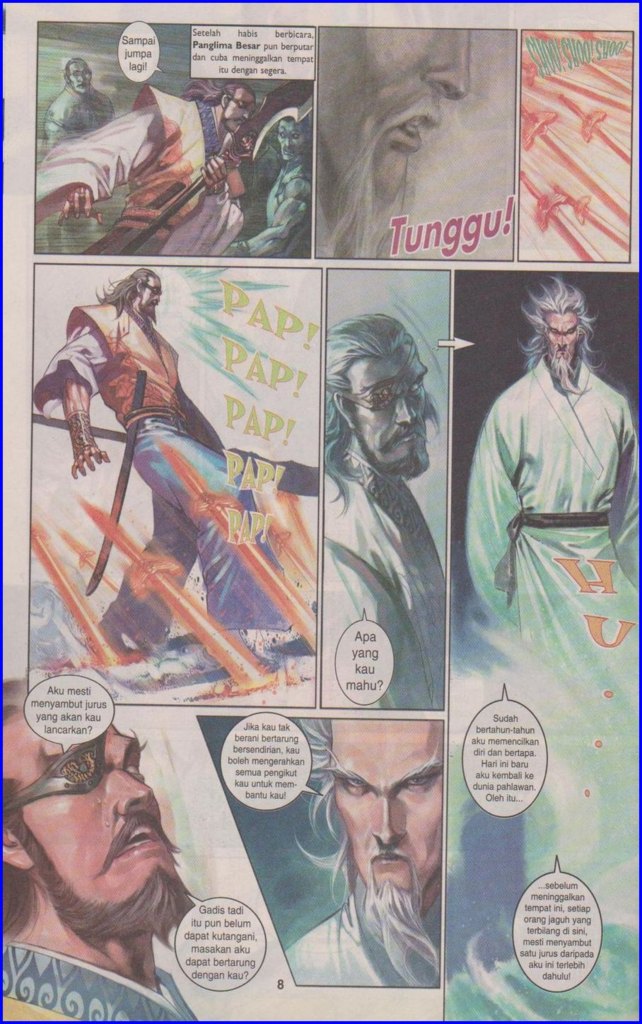 Sampai
jumpa
lagi!
Setelah habis berbicara,
Panglima Besar pun berputar
dan cuba meninggalkan tempat
itu dengan segera.
Tunggu!
SHOO! SHOO! SHOO!
PAP!
PAP!
PAP!
PAP!
PAP!
Apa
yang
kau
mahu?
HU
Sudah
bertahun-tahun
aku memencilkan
diri dan bertapa.
Hari ini baru
aku kembali ke
dunia pahlawan.
Oleh itu...
...sebelum
meninggalkan
tempat ini, setiap
orang jaguh yang
terbilang di sini,
mesti menyambut
satu jurus daripada
aku ini terlebih
dahulu!
Aku mesti
menyambut jurus
yang akan kau
lancarkan?
Gadis tadi
itu pun belum
dapat kutangani,
masakan aku
dapat bertarung
dengan kau?
Jika kau tak
berani bertarung
bersendirian, kau
boleh mengerahkan
semua pengikut
kau untuk mem-
bantu kau!
8